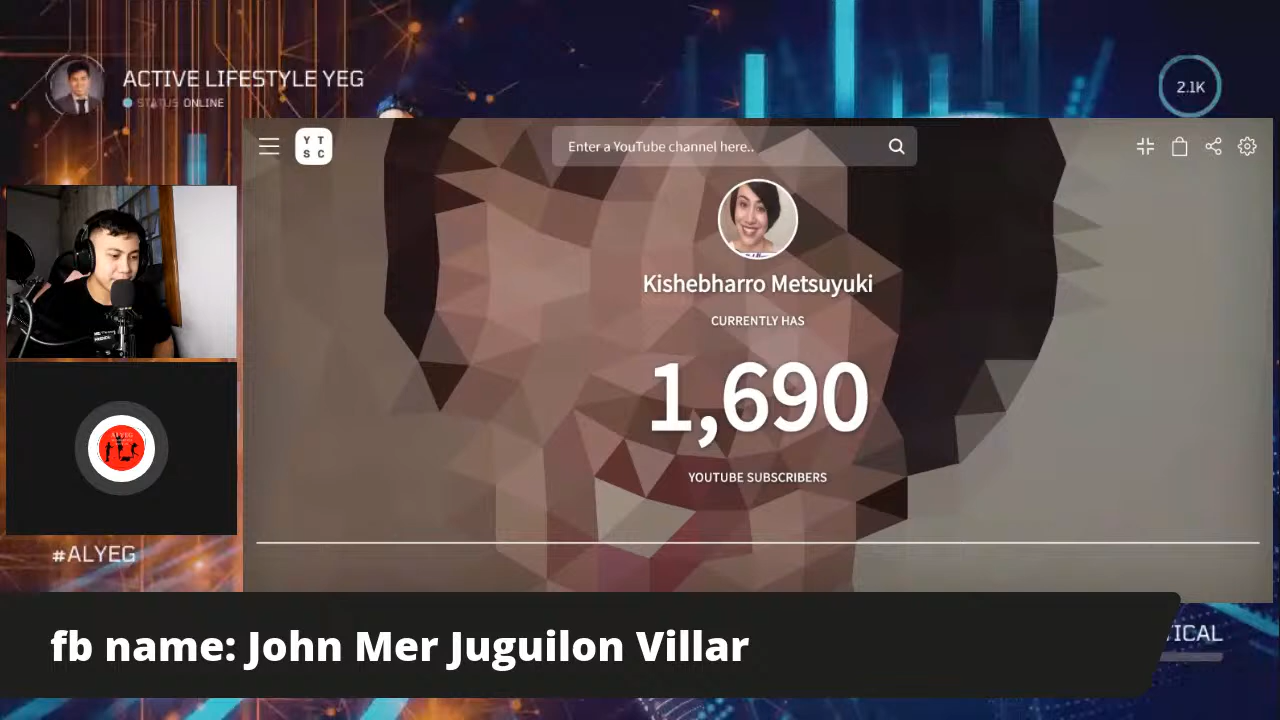 ACTIVE LIFESTYLE YEG
STATUS ONLINE
2.1K
Y T
S C
Enter a YouTube channel here..
Kishebharro Metsuyuki
CURRENTLY HAS
1,690
YOUTUBE SUBSCRIBERS
ALYEG
#ALYEG
fb name: John Mer Juguilon Villar
TICAL